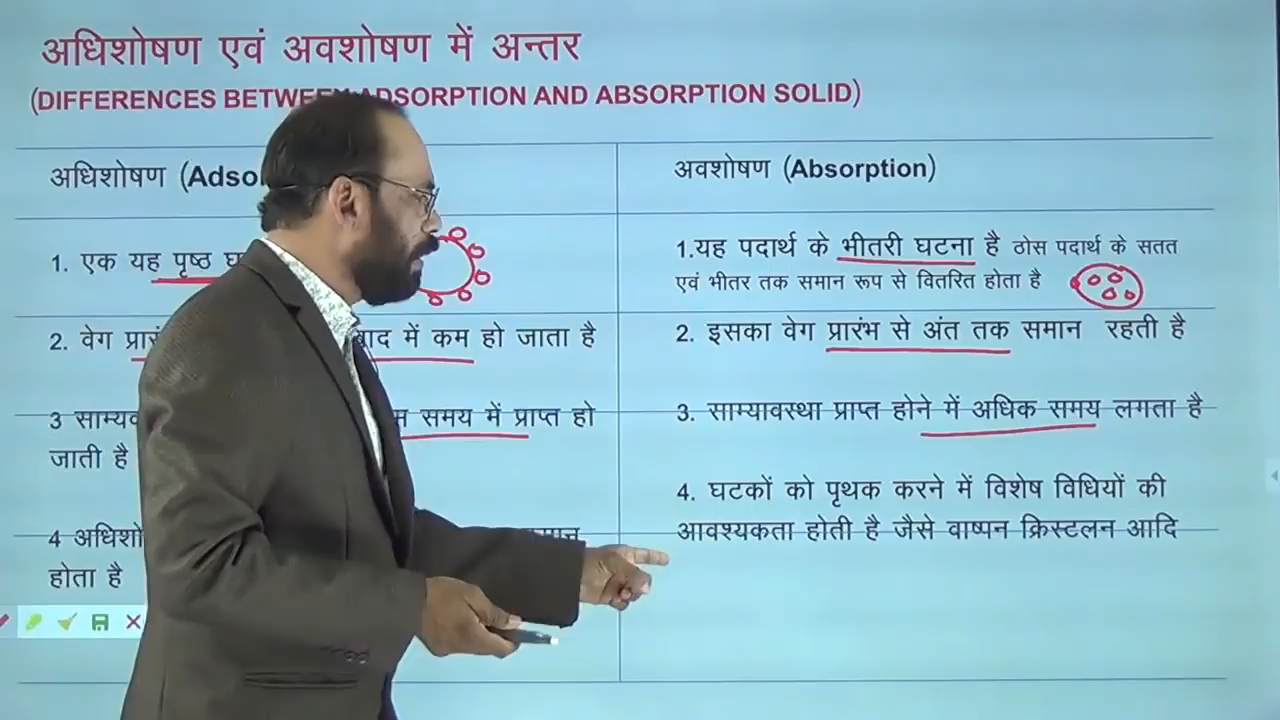 अधिशोषण एवं अवशोषण में अन्तर
(DIFFERENCES BETWEEN ADSORPTION AND ABSORPTION SOLID)
अधिशोषण (Adso
अवशोषण (Absorption)
1. एक यह पृष्ठ
1.यह पदार्थ के भीतरी घटना है ठोस पदार्थ के सतत
एवं भीतर तक समान रूप से वितरित होता है
2. वेग बाद में कम हो जाता है
2. इसका वेग प्रारंभ से अंत तक समान रहती है
3 समय में प्राप्त हो
जाती है
3. साम्यावस्था प्राप्त होने में अधिक समय लगता है
4
होता है
4. घटकों को पृथक करने में विशेष विधियों की
आवश्यकता होती है जैसे वाष्पन क्रिस्टलन आदि